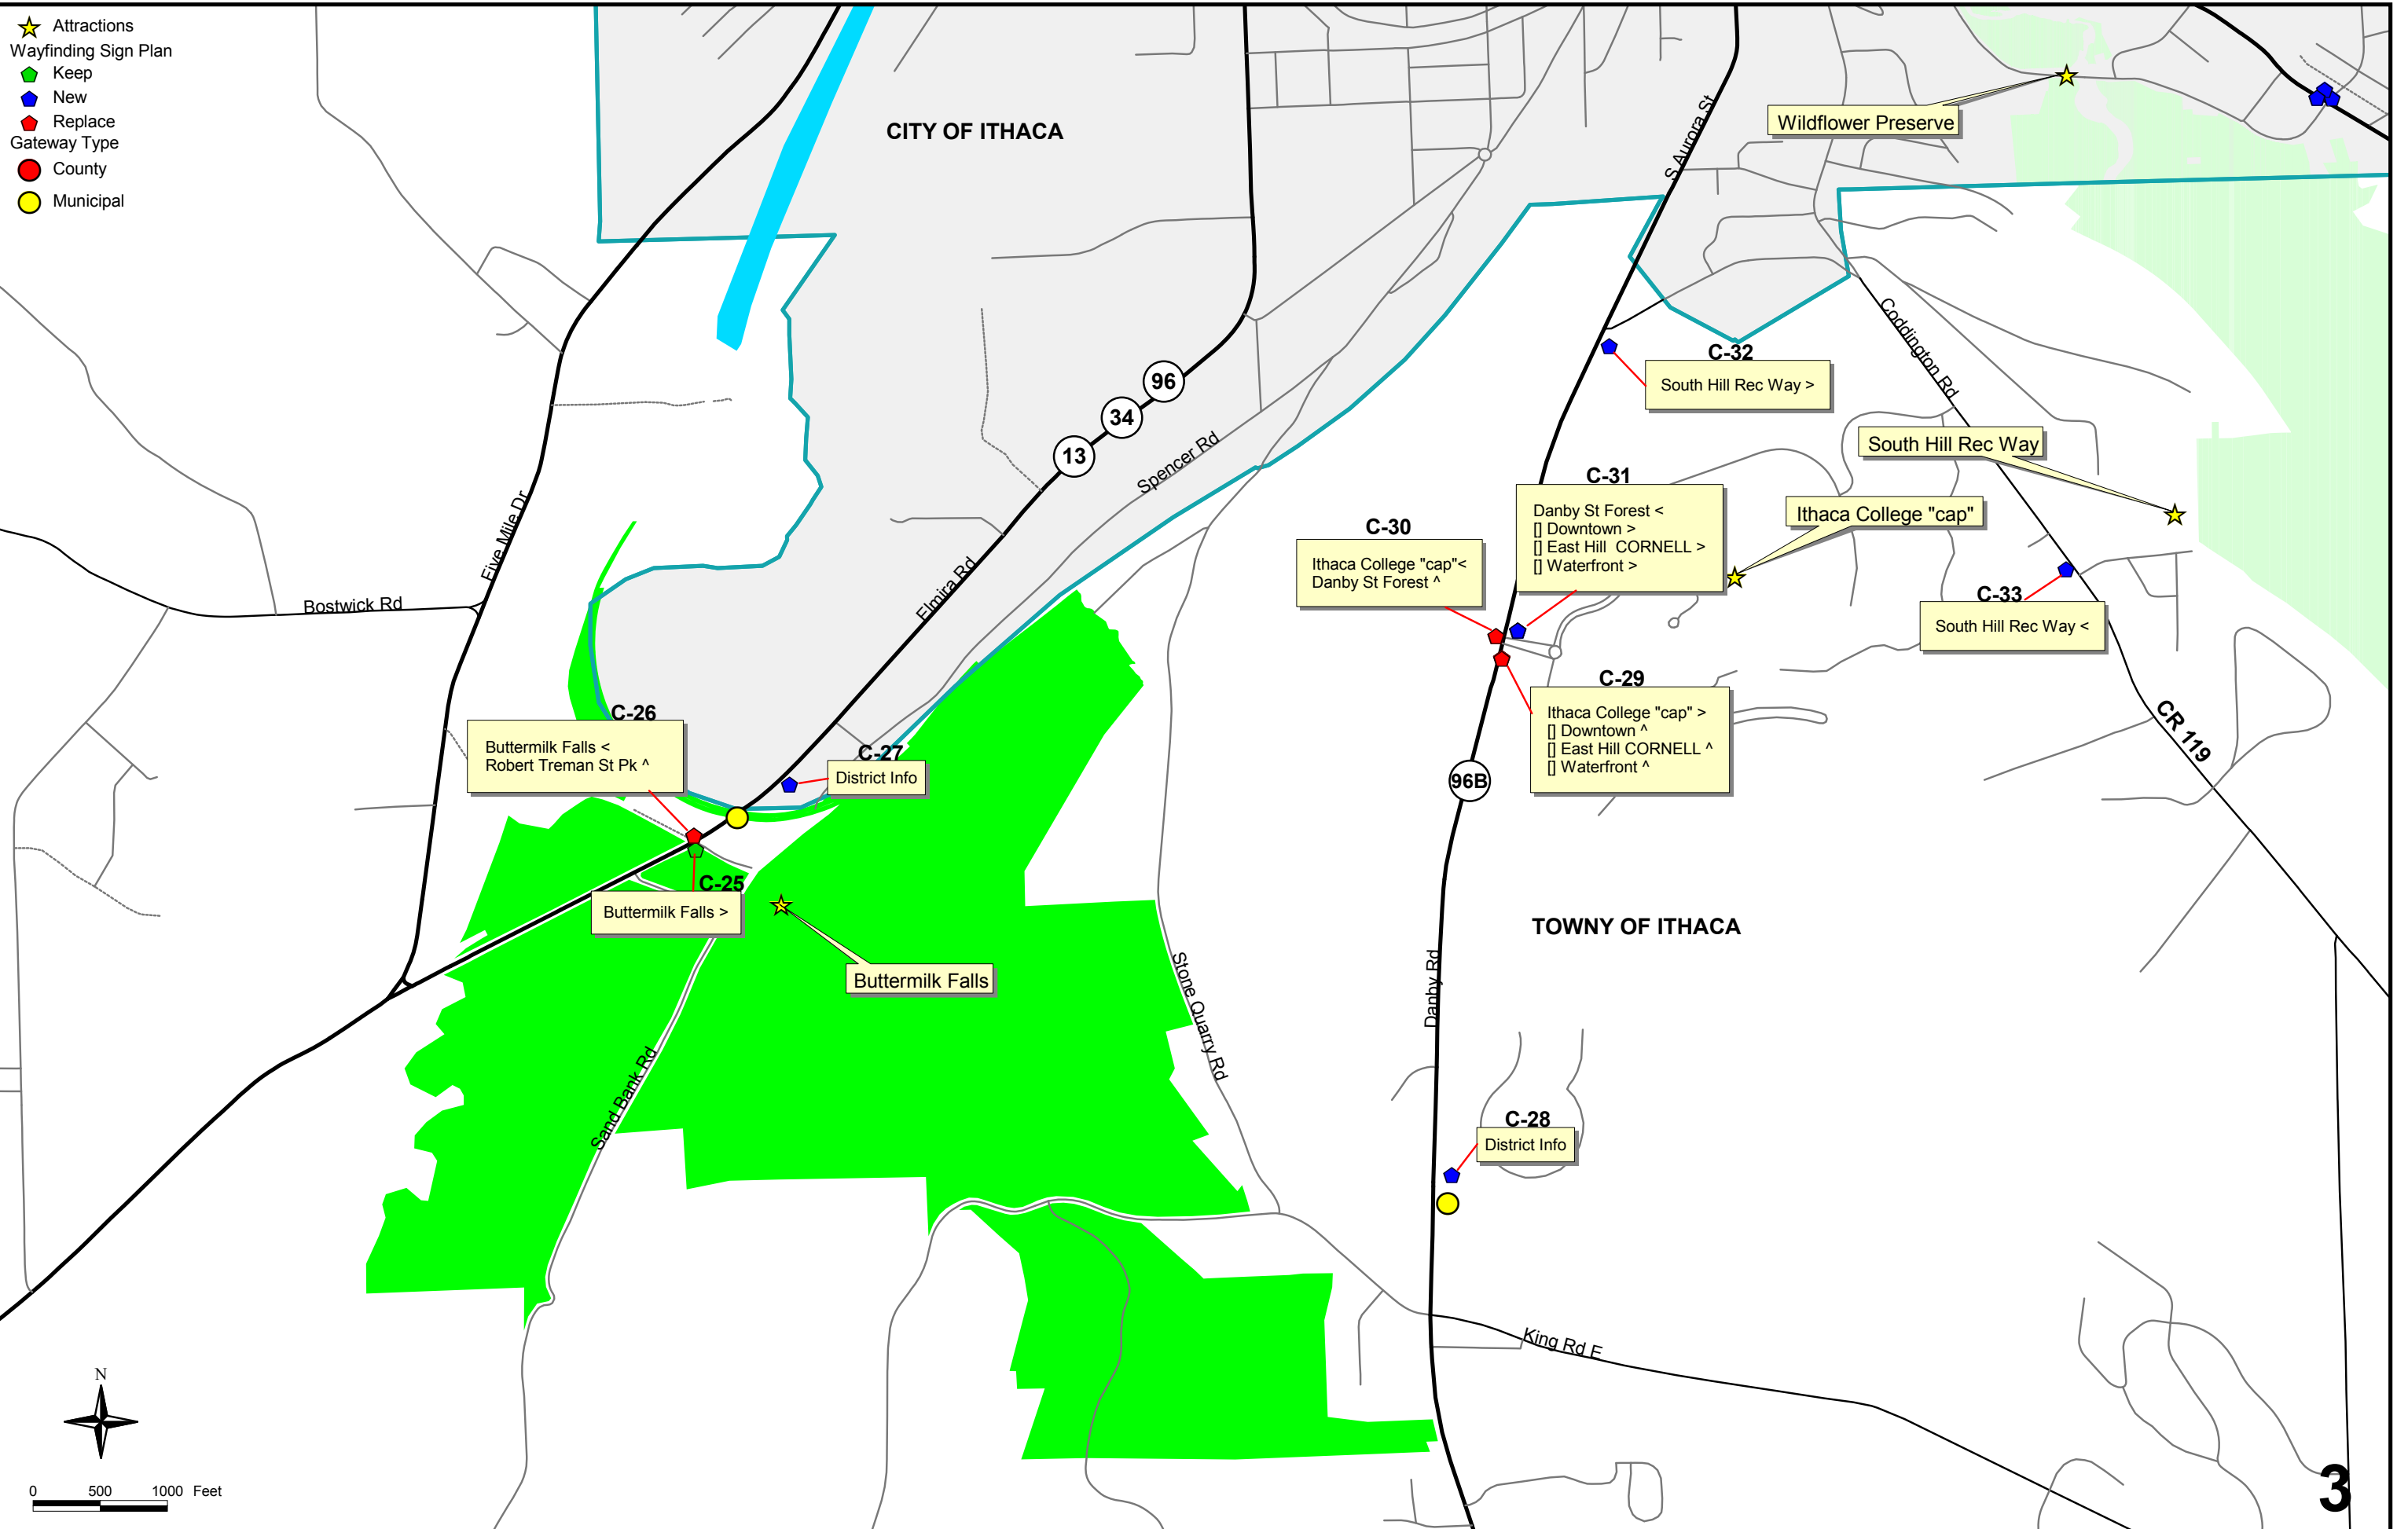 Attractions
Wayfinding Sign Plan
Keep
New
Replace
Gateway Type
County
Municipal
CITY OF ITHACA
S Aurora St
Wildflower Preserve
C-32
South Hill Rec Way >
Coddington Rd
96
34
13
Spencer Rd
South Hill Rec Way
C-31
Danby St Forest <
[] Downtown >
[] East Hill  CORNELL >
[] Waterfront >
Ithaca College "cap"
C-30
Ithaca College "cap"<
Danby St Forest ^
Five Mile Dr
Bostwick Rd
Elmira Rd
C-33
South Hill Rec Way <
C-29
Ithaca College "cap" >
[] Downtown ^
[] East Hill CORNELL ^
[] Waterfront ^
C-26
Buttermilk Falls <
Robert Treman St Pk ^
C-27
District Info
CR 119
96B
C-25
Buttermilk Falls >
Buttermilk Falls
TOWNY OF ITHACA
Stone Quarry Rd
Danby Rd
Sand Bank Rd
C-28
District Info
King Rd E
N
0 500 1000 Feet
3